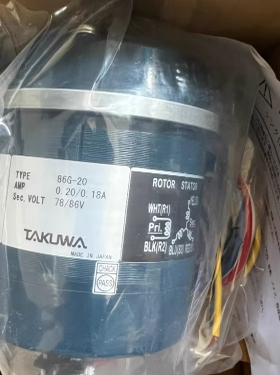 TYPE 86G-20
AMP 0.20/0.18A
Sec. VOLT 78/86V
TAKUWA
MADE IN JAPAN
CHECK
PASS
ROTOR STATOR
WHT(R1)
Pri.
BLK(R2)